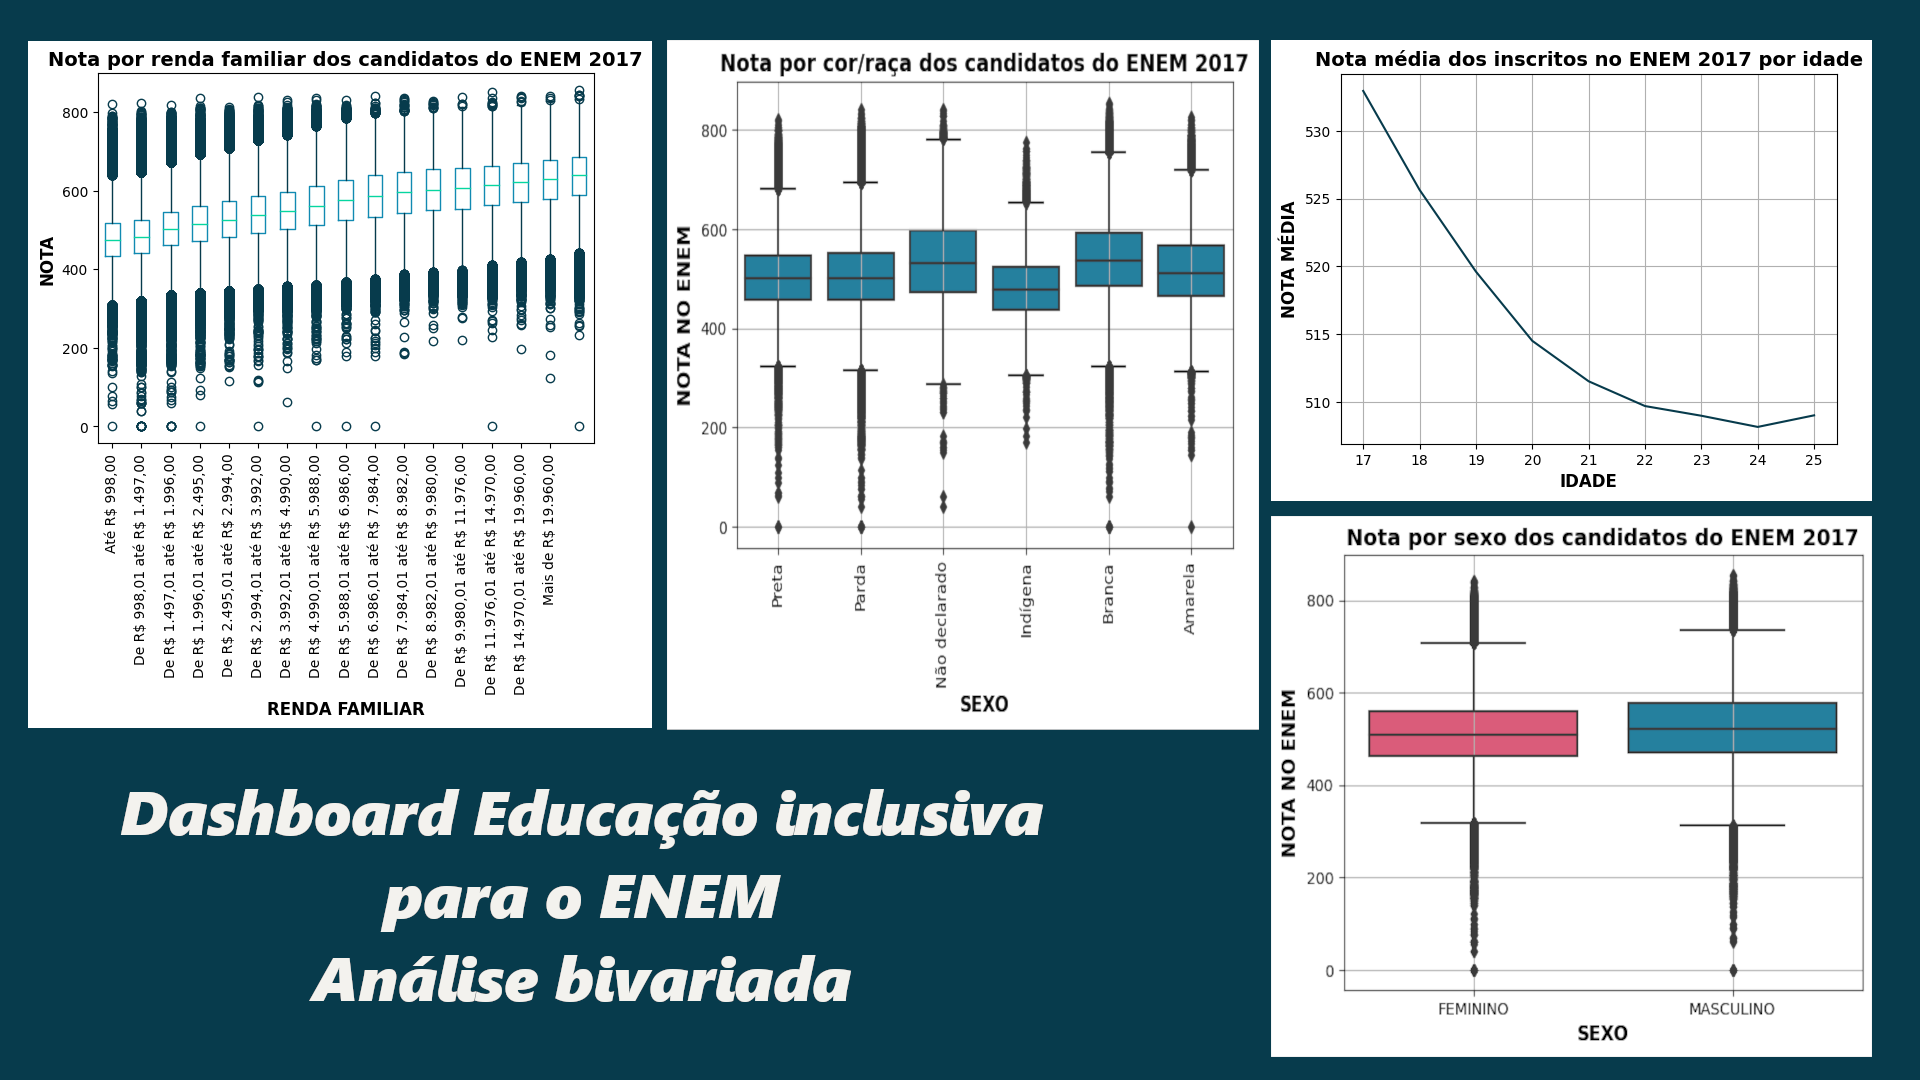 Nota por renda familiar dos candidatos do ENEM 2017
NOTA
800
600
400
200
0
Até R$ 998,00
De R$ 998,01 até R$ 1.497,00
De R$ 1.497,01 até R$ 1.996,00
De R$ 1.996,01 até R$ 2.495,00
De R$ 2.495,01 até R$ 2.994,00
De R$ 2.994,01 até R$ 3.992,00
De R$ 3.992,01 até R$ 4.990,00
De R$ 4.990,01 até R$ 5.988,00
De R$ 5.988,01 até R$ 6.986,00
De R$ 6.986,01 até R$ 7.984,00
De R$ 7.984,01 até R$ 8.982,00
De R$ 8.982,01 até R$ 9.980,00
De R$ 9.980,01 até R$ 11.976,00
De R$ 11.976,01 até R$ 14.970,00
De R$ 14.970,01 até R$ 19.960,00
Mais de R$ 19.960,00
RENDA FAMILIAR
Nota por cor/raça dos candidatos do ENEM 2017
NOTA NO ENEM
800
600
400
200
0
Preta
Parda
Não declarado
Indígena
Branca
Amarela
SEXO
Nota média dos inscritos no ENEM 2017 por idade
NOTA MÉDIA
530
525
520
515
510
17 18 19 20 21 22 23 24 25
IDADE
Nota por sexo dos candidatos do ENEM 2017
NOTA NO ENEM
800
600
400
200
0
FEMININO MASCULINO
SEXO
Dashboard Educação inclusiva
para o ENEM
Análise bivariada